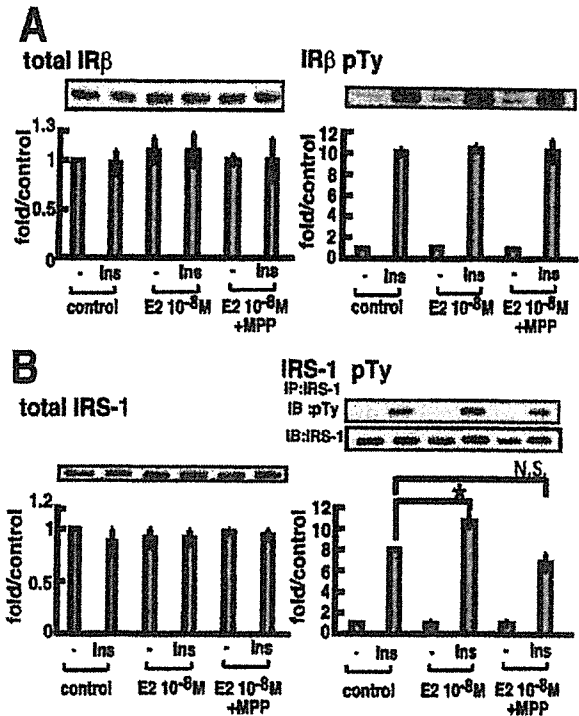 A
total IRβ
IRβ pTy
fold/control
1.3
1
0.5
0
- Ins - Ins - Ins
control E2 10-8M E2 10-8M
+MPP
fold/control
12
10
8
6
4
2
0
- Ins - Ins - Ins
control E2 10-8M E2 10-8M
+MPP
B
total IRS-1
IRS-1 pTy
IP:IRS-1
IB :pTy
IB:IRS-1
N.S.
*
fold/control
1.2
1
0.5
0
- Ins - Ins - Ins
control E2 10-8M E2 10-8M
+MPP
fold/control
12
10
8
6
4
2
0
- Ins - Ins - Ins
control E2 10-8M E2 10-8M
+MPP